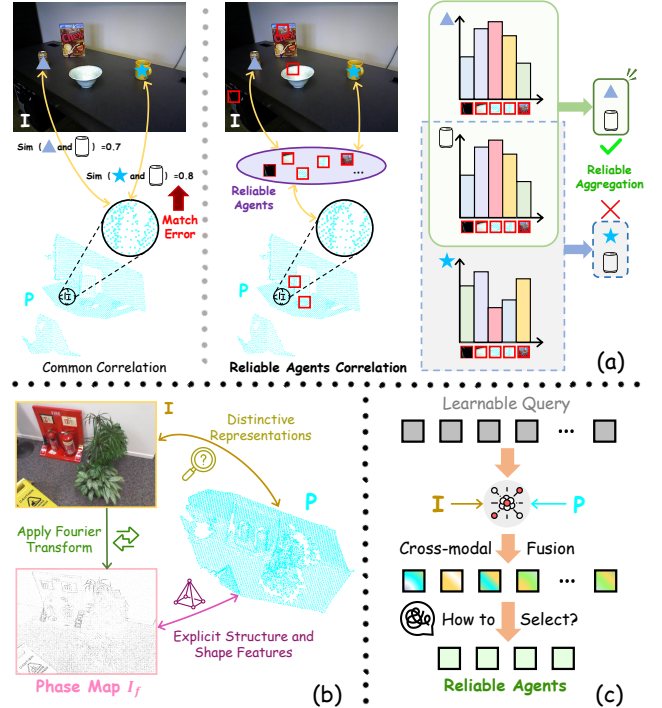 I
Sim ( and ) =0.7
Sim ( and ) =0.8
Match
Error
P
I
Common Correlation
I
Reliable
Agents
...
P
I
Reliable Agents Correlation
Reliable
Aggregation
(a)
I
Distinctive
Representations
?
P
Apply Fourier
Transform
Explicit Structure and
Shape Features
Phase Map I_f
(b)
Learnable Query
...
I
P
Cross-modal Fusion
...
How to Select?
Reliable Agents
(c)